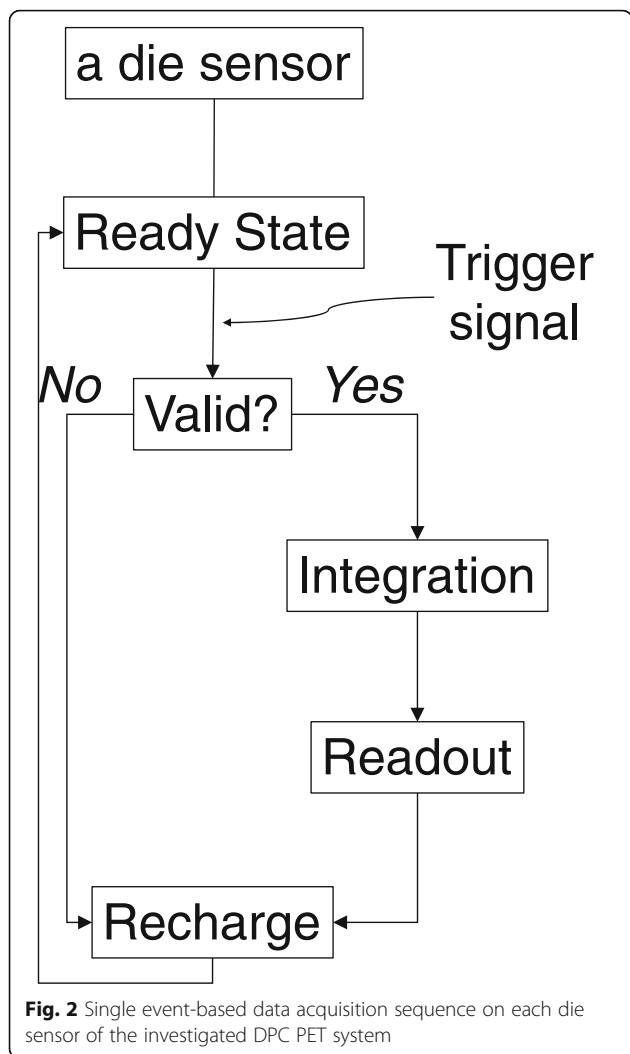 a die sensor
Ready State
Trigger
signal
No
Yes
Valid?
Integration
Readout
Recharge
Fig. 2 Single event-based data acquisition sequence on each die
sensor of the investigated DPC PET system